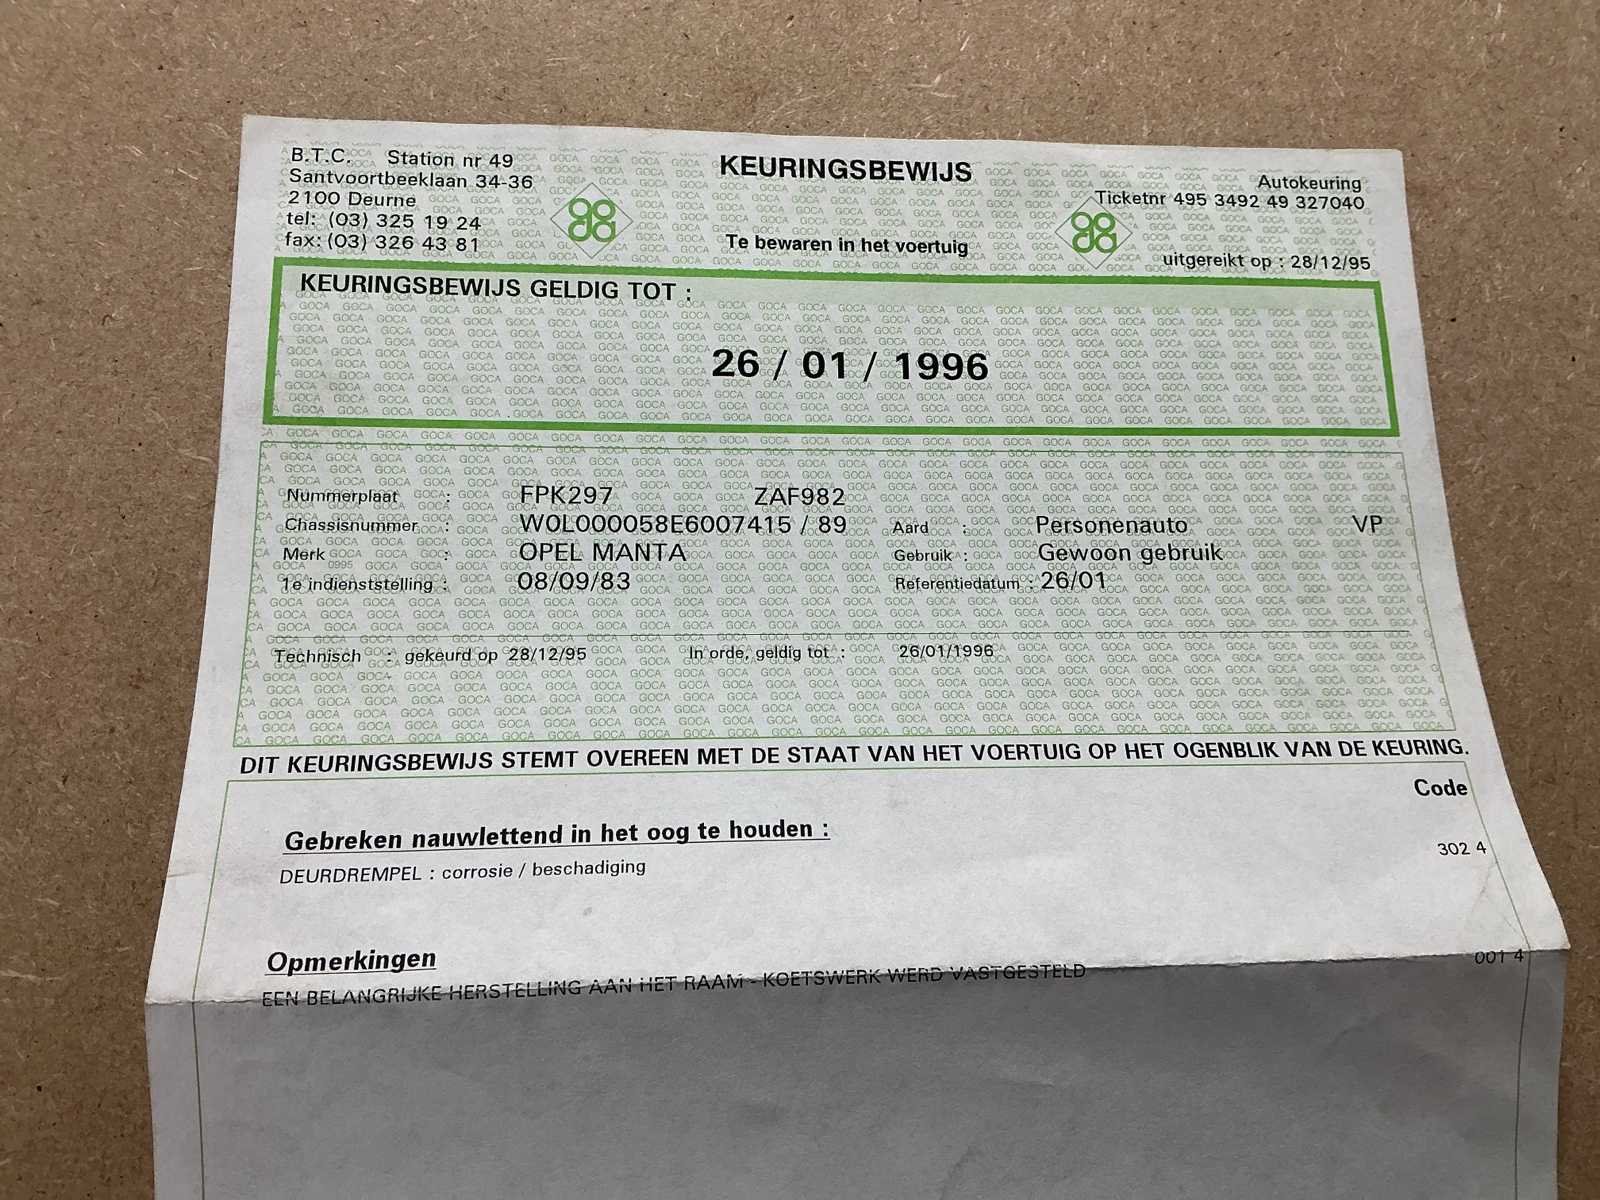 B.T.C. Station nr 49
Santvoortbeeklaan 34-36
2100 Deurne
tel: (03) 325 19 24
fax: (03) 326 43 81
KEURINGSBEWIJS
Te bewaren in het voertuig
Autokeuring
Ticketnr 495 3492 49 327040
uitgereikt op : 28/12/95
KEURINGSBEWIJS GELDIG TOT :
26 / 01 / 1996
Nummerplaat : FPK297 ZAF982
Chassisnummer : W0L000058E6007415 / 89 Aard : Personenauto VP
Merk : OPEL MANTA Gebruik : Gewoon gebruik
0995
1e indienststelling : 08/09/83 Referentiedatum : 26/01
Technisch : gekeurd op 28/12/95 In orde, geldig tot : 26/01/1996
DIT KEURINGSBEWIJS STEMT OVEREEN MET DE STAAT VAN HET VOERTUIG OP HET OGENBLIK VAN DE KEURING.
Code
Gebreken nauwlettend in het oog te houden :
DEURDREMPEL : corrosie / beschadiging 302 4
Opmerkingen
EEN BELANGRIJKE HERSTELLING AAN HET RAAM - KOETSWERK WERD VASTGESTELD 001 4